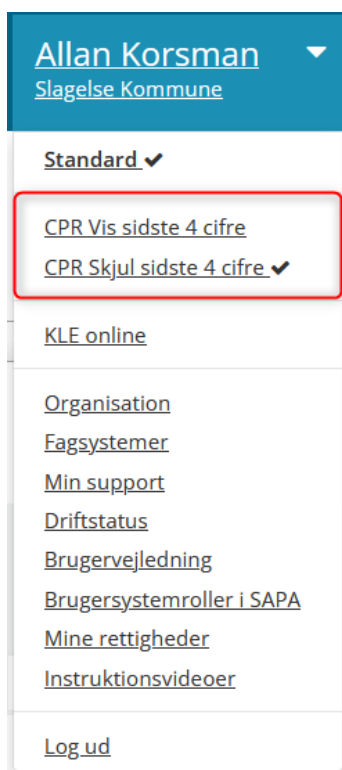 Allan Korsman
Slagelse Kommune
Standard
CPR Vis sidste 4 cifre
CPR Skjul sidste 4 cifre
KLE online
Organisation
Fagsystemer
Min support
Driftstatus
Brugervejledning
Brugersystemroller i SAPA
Mine rettigheder
Instruktionsvideoer
Log ud